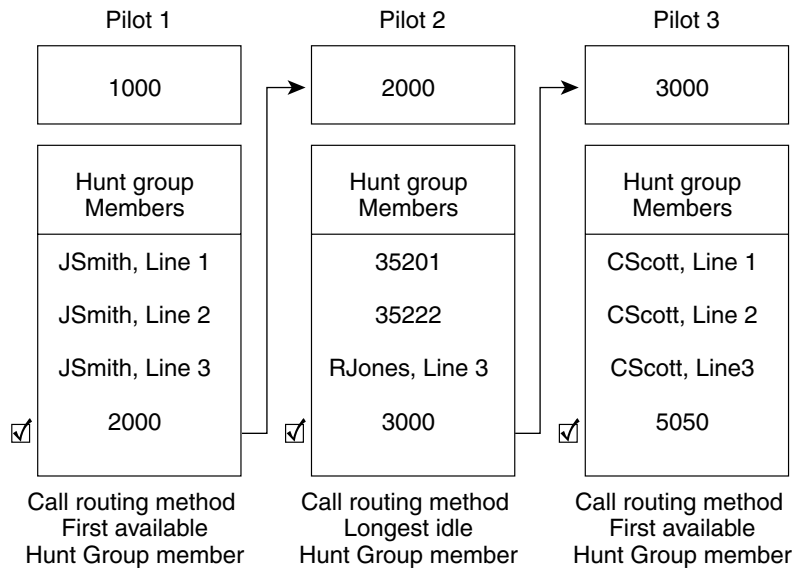 Pilot 1
1000
Hunt group
Members
JSmith, Line 1
JSmith, Line 2
JSmith, Line 3
2000
Call routing method
First available
Hunt Group member
Pilot 2
2000
Hunt group
Members
35201
35222
RJones, Line 3
3000
Call routing method
Longest idle
Hunt Group member
Pilot 3
3000
Hunt group
Members
CScott, Line 1
CScott, Line 2
CScott, Line3
5050
Call routing method
First available
Hunt Group member